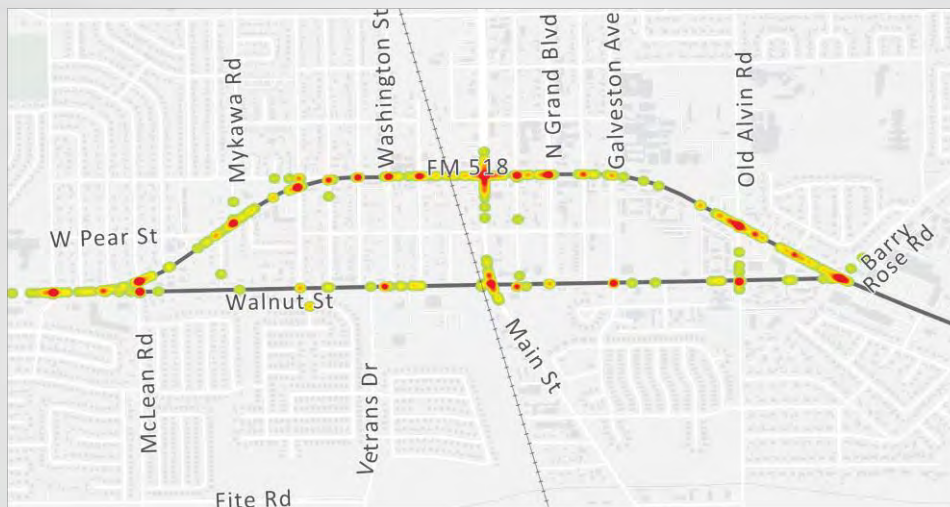 Mykawa Rd
Washington St
N Grand Blvd
Galveston Ave
Old Alvin Rd
FM 518
W Pear St
Barry
Rose Rd
Walnut St
McLean Rd
Vetrans Dr
Main St
Fite Rd